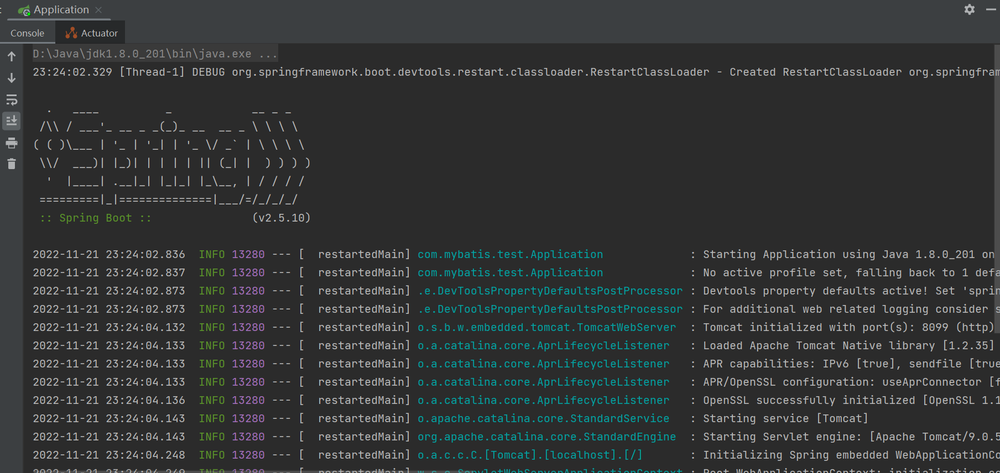 Application
Console Actuator
D:\Java\jdk1.8.0_201\bin\java.exe ...
23:24:02.329 [Thread-1] DEBUG org.springframework.boot.devtools.restart.classloader.RestartClassLoader - Created RestartClassLoader org.springfram
  .   ____          _            __ _ _
 /\\ / ___'_ __ _ _(_)_ __  __ _ \ \ \ \
( ( )\___ | '_ | '_| | '_ \/ _` | \ \ \ \
 \\/  ___)| |_)| | | | | || (_| |  ) ) ) )
  '  |____| .__|_| |_|_| |_\__, | / / / /
 =========|_|==============|___/=/_/_/_/
 :: Spring Boot ::               (v2.5.10)
2022-11-21 23:24:02.836  INFO 13280 --- [  restartedMain] com.mybatis.test.Application             : Starting Application using Java 1.8.0_201 on
2022-11-21 23:24:02.837  INFO 13280 --- [  restartedMain] com.mybatis.test.Application             : No active profile set, falling back to 1 defa
2022-11-21 23:24:02.873  INFO 13280 --- [  restartedMain] .e.DevToolsPropertyDefaultsPostProcessor : Devtools property defaults active! Set 'sprin
2022-11-21 23:24:02.873  INFO 13280 --- [  restartedMain] .e.DevToolsPropertyDefaultsPostProcessor : For additional web related logging consider s
2022-11-21 23:24:04.132  INFO 13280 --- [  restartedMain] o.s.b.w.embedded.tomcat.TomcatWebServer  : Tomcat initialized with port(s): 8099 (http)
2022-11-21 23:24:04.133  INFO 13280 --- [  restartedMain] o.a.catalina.core.AprLifecycleListener   : Loaded Apache Tomcat Native library [1.2.35]
2022-11-21 23:24:04.133  INFO 13280 --- [  restartedMain] o.a.catalina.core.AprLifecycleListener   : APR capabilities: IPv6 [true], sendfile [true
2022-11-21 23:24:04.133  INFO 13280 --- [  restartedMain] o.a.catalina.core.AprLifecycleListener   : APR/OpenSSL configuration: useAprConnector [f
2022-11-21 23:24:04.136  INFO 13280 --- [  restartedMain] o.a.catalina.core.AprLifecycleListener   : OpenSSL successfully initialized [OpenSSL 1.1
2022-11-21 23:24:04.143  INFO 13280 --- [  restartedMain] o.apache.catalina.core.StandardService   : Starting service [Tomcat]
2022-11-21 23:24:04.143  INFO 13280 --- [  restartedMain] org.apache.catalina.core.StandardEngine  : Starting Servlet engine: [Apache Tomcat/9.0.5
2022-11-21 23:24:04.248  INFO 13280 --- [  restartedMain] o.a.c.c.C.[Tomcat].[localhost].[/]       : Initializing Spring embedded WebApplicationCo
2022-11-21 23:24:04.249  INFO 13280 --- [  restartedMain] w.s.c.ServletWebServerApplicationContext : Root WebApplicationContext: initialization co